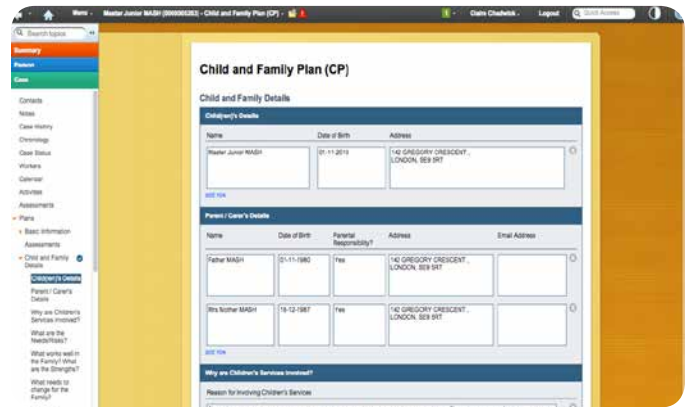 Menu
Master Junior MASH
- Child and Family Plan (CP) -
Claire Chadwick
Logout
Quick Access
Search topics
Summary
Person
Case
Contacts
Notes
Case History
Chronology
Case Status
Workers
Calendar
Activities
Assessments
Plans
Basic Information
Assessments
Child and Family
Details
Child(ren)'s Details
Parent / Carer's
Details
Why are Children's
Services involved?
What are the
Needs/Risks?
What works well in
the Family? What
are the Strengths?
What needs to
change for the
Family?
Child and Family Plan (CP)
Child and Family Details
Child(ren)'s Details
Name Date of Birth Address
Master Junior MASH 142 GREGORY CRESCENT ,
LONDON, SE9 5RT
add row
Parent / Carer's Details
Name Date of Birth Parental
Responsibility? Address Email Address
Father MASH 01-11-1980 Yes 142 GREGORY CRESCENT ,
LONDON, SE9 5RT
Mrs Mother MASH 16-12-1987 Yes 142 GREGORY CRESCENT ,
LONDON, SE9 5RT
add row
Why are Children's Services involved?
Reason for involving Children's Services